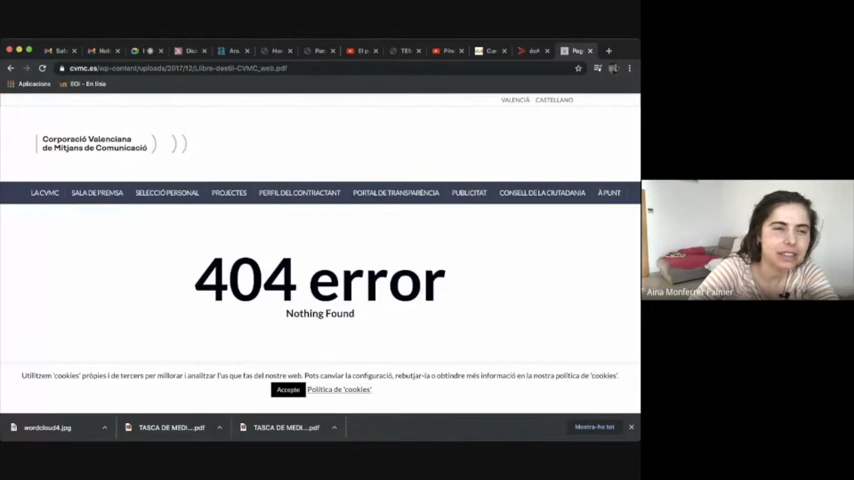 cvmc.es/wp-content/uploads/2017/12/Llibre-destil-CVMC_web.pdf
Aplicacions
EOI - En línia
VALENCIÀ CASTELLANO
Corporació Valenciana
de Mitjans de Comunicació
LA CVMC SALA DE PREMSA SELECCIÓ PERSONAL PROJECTES PERFIL DEL CONTRACTANT PORTAL DE TRANSPARÈNCIA PUBLICITAT CONSELL DE LA CIUTADANIA À PUNT
404 error
Nothing Found
Utilitzem 'cookies' pròpies i de tercers per millorar i analitzar l'us que fas del nostre web. Pots canviar la configuració, rebutjar-la o obtindre més informació en la nostra política de 'cookies'.
Accepte Política de 'cookies'
wordcloud4.jpg TASCA DE MEDI....pdf TASCA DE MEDI....pdf Mostra-ho tot
Aina Monferrer Palmer